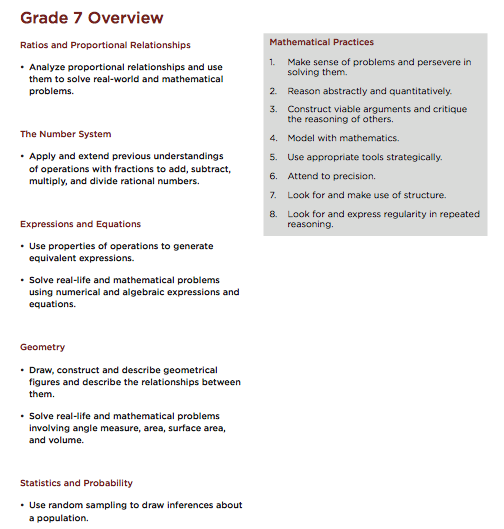 Grade 7 Overview
Ratios and Proportional Relationships
• Analyze proportional relationships and use
them to solve real-world and mathematical
problems.
The Number System
• Apply and extend previous understandings
of operations with fractions to add, subtract,
multiply, and divide rational numbers.
Expressions and Equations
• Use properties of operations to generate
equivalent expressions.
• Solve real-life and mathematical problems
using numerical and algebraic expressions and
equations.
Geometry
• Draw, construct and describe geometrical
figures and describe the relationships between
them.
• Solve real-life and mathematical problems
involving angle measure, area, surface area,
and volume.
Statistics and Probability
• Use random sampling to draw inferences about
a population.
Mathematical Practices
1. Make sense of problems and persevere in
solving them.
2. Reason abstractly and quantitatively.
3. Construct viable arguments and critique
the reasoning of others.
4. Model with mathematics.
5. Use appropriate tools strategically.
6. Attend to precision.
7. Look for and make use of structure.
8. Look for and express regularity in repeated
reasoning.